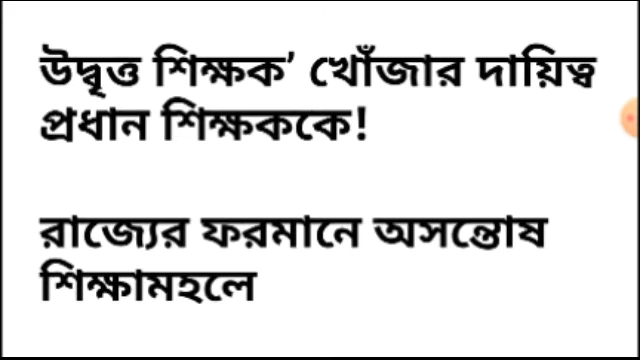 উদ্বৃত্ত শিক্ষক’ খোঁজার দায়িত্ব
প্রধান শিক্ষককে!
রাজ্যের ফরমানে অসন্তোষ
শিক্ষামহলে